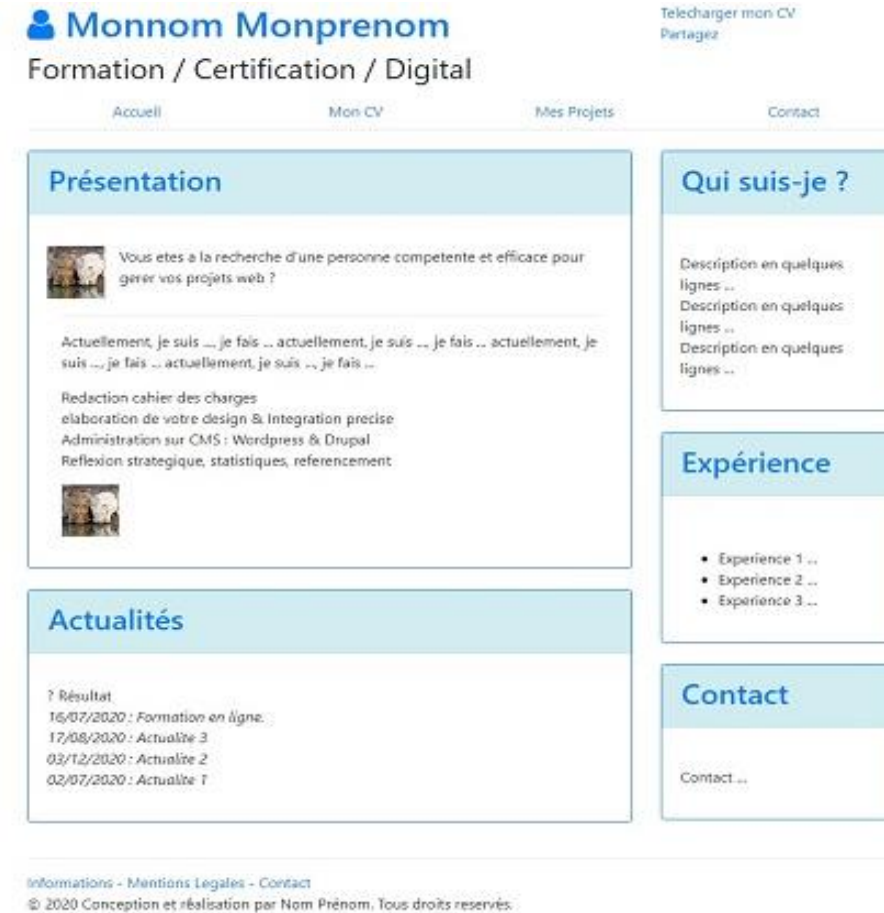 Monnom Monprenom
Formation / Certification / Digital
Telecharger mon CV
Partagez
Accueil
Mon CV
Mes Projets
Contact
Présentation
Vous etes a la recherche d'une personne competente et efficace pour
gerer vos projets web ?
Actuellement, je suis ..., je fais ... actuellement, je suis ..., je fais ... actuellement, je
suis ..., je fais ... actuellement, je suis ..., je fais ...
Redaction cahier des charges
elaboration de votre design & Integration precise
Administration sur CMS : Wordpress & Drupal
Reflexion strategique, statistiques, referencement
Actualités
? Résultat
16/07/2020 : Formation en ligne.
17/08/2020 : Actualite 3
03/12/2020 : Actualite 2
02/07/2020 : Actualite 1
Qui suis-je ?
Description en quelques
lignes ...
Description en quelques
lignes ...
Description en quelques
lignes ...
Expérience
• Experience 1 ...
• Experience 2 ...
• Experience 3 ...
Contact
Contact ...
Informations - Mentions Legales - Contact
© 2020 Conception et réalisation par Nom Prénom. Tous droits reservés.